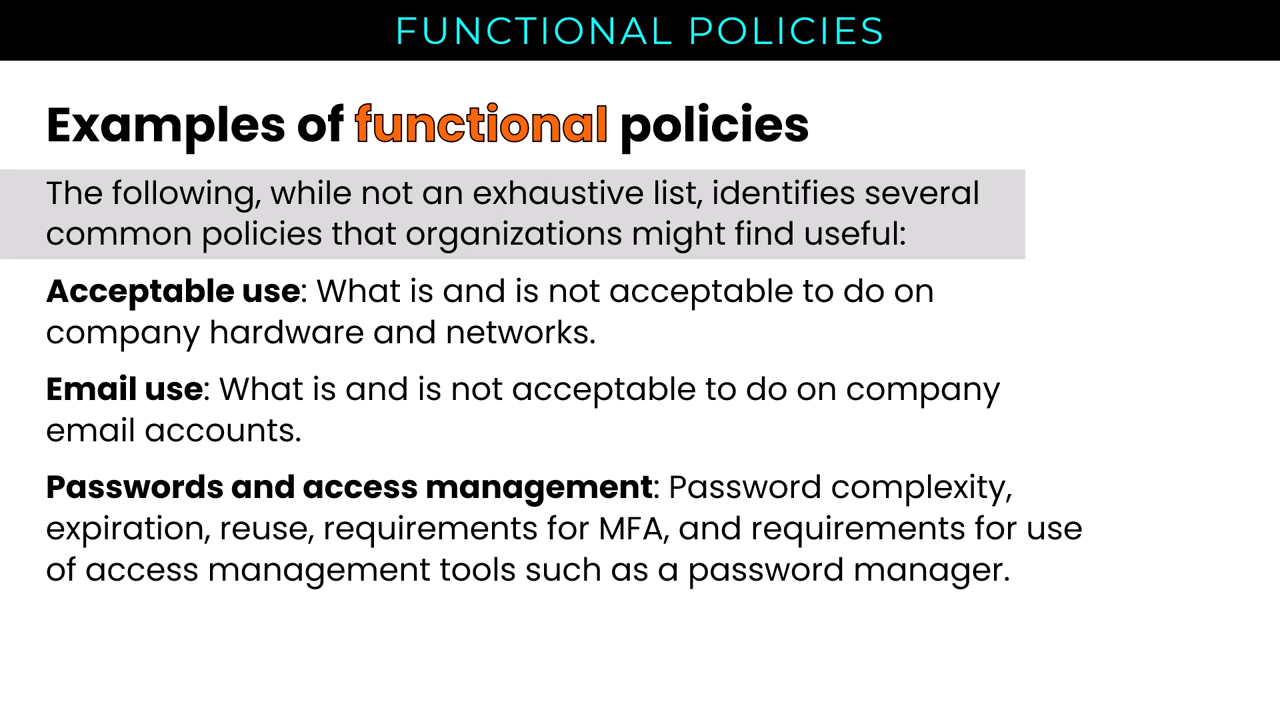 FUNCTIONAL POLICIES
Examples of functional policies
The following, while not an exhaustive list, identifies several
common policies that organizations might find useful:
Acceptable use: What is and is not acceptable to do on
company hardware and networks.
Email use: What is and is not acceptable to do on company
email accounts.
Passwords and access management: Password complexity,
expiration, reuse, requirements for MFA, and requirements for use
of access management tools such as a password manager.